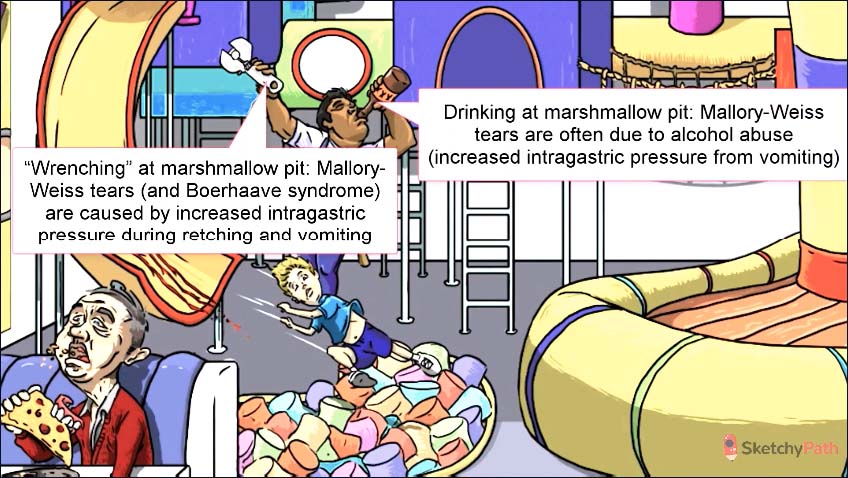 “Wrenching” at marshmallow pit: Mallory-
Weiss tears (and Boerhaave syndrome)
are caused by increased intragastric
pressure during retching and vomiting
Drinking at marshmallow pit: Mallory-Weiss
tears are often due to alcohol abuse
(increased intragastric pressure from vomiting)
SketchyPath